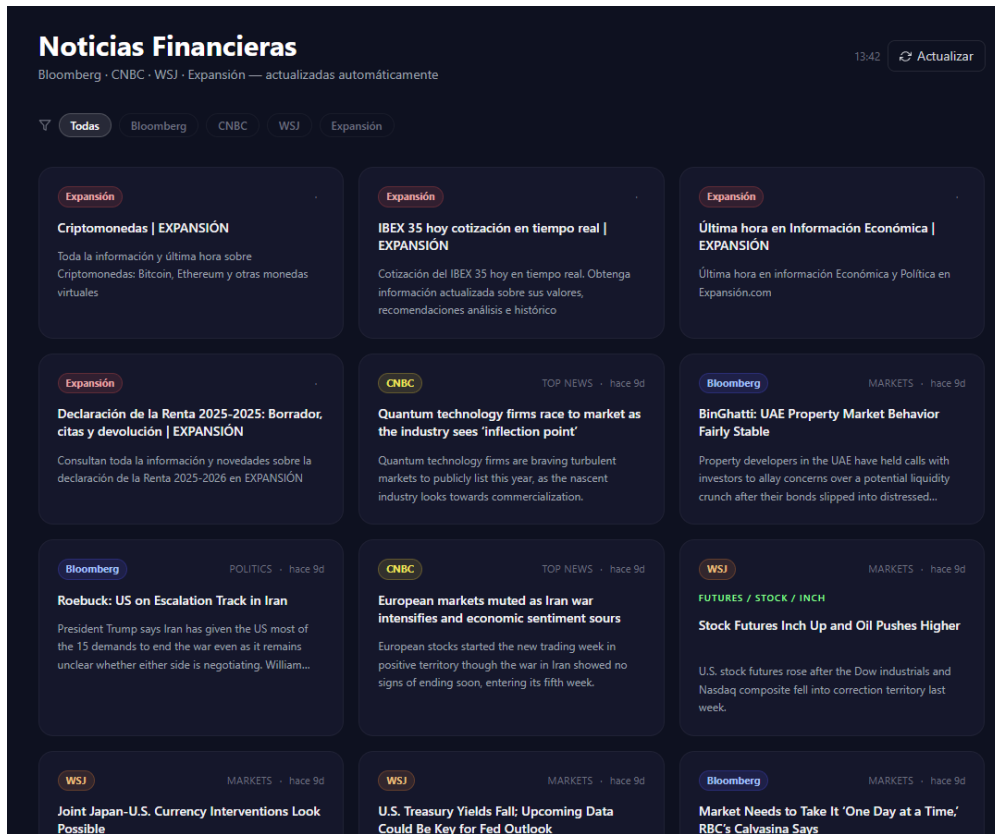 Noticias Financieras
Bloomberg · CNBC · WSJ · Expansión — actualizadas automáticamente
13:42
Actualizar
Todas
Bloomberg
CNBC
WSJ
Expansión
Expansión
·
Criptomonedas | EXPANSIÓN
Toda la información y última hora sobre
Criptomonedas: Bitcoin, Ethereum y otras monedas
virtuales
Expansión
·
IBEX 35 hoy cotización en tiempo real |
EXPANSIÓN
Cotización del IBEX 35 hoy en tiempo real. Obtenga
información actualizada sobre sus valores,
recomendaciones análisis e histórico
Expansión
·
Última hora en Información Económica |
EXPANSIÓN
Última hora en información Económica y Política en
Expansión.com
Expansión
·
Declaración de la Renta 2025-2025: Borrador,
citas y devolución | EXPANSIÓN
Consultan toda la información y novedades sobre la
declaración de la Renta 2025-2026 en EXPANSIÓN
CNBC
TOP NEWS · hace 9d
Quantum technology firms race to market as
the industry sees ‘inflection point’
Quantum technology firms are braving turbulent
markets to publicly list this year, as the nascent
industry looks towards commercialization.
Bloomberg
MARKETS · hace 9d
BinGhatti: UAE Property Market Behavior
Fairly Stable
Property developers in the UAE have held calls with
investors to allay concerns over a potential liquidity
crunch after their bonds slipped into distressed...
Bloomberg
POLITICS · hace 9d
Roebuck: US on Escalation Track in Iran
President Trump says Iran has given the US most of
the 15 demands to end the war even as it remains
unclear whether either side is negotiating. William...
CNBC
TOP NEWS · hace 9d
European markets muted as Iran war
intensifies and economic sentiment sours
European stocks started the new trading week in
positive territory though the war in Iran showed no
signs of ending soon, entering its fifth week.
WSJ
MARKETS · hace 9d
FUTURES / STOCK / INCH
Stock Futures Inch Up and Oil Pushes Higher
U.S. stock futures rose after the Dow industrials and
Nasdaq composite fell into correction territory last
week.
WSJ
MARKETS · hace 9d
Joint Japan-U.S. Currency Interventions Look
Possible
WSJ
MARKETS · hace 9d
U.S. Treasury Yields Fall; Upcoming Data
Could Be Key for Fed Outlook
Bloomberg
MARKETS · hace 9d
Market Needs to Take It ‘One Day at a Time,’
RBC’s Calvasina Says